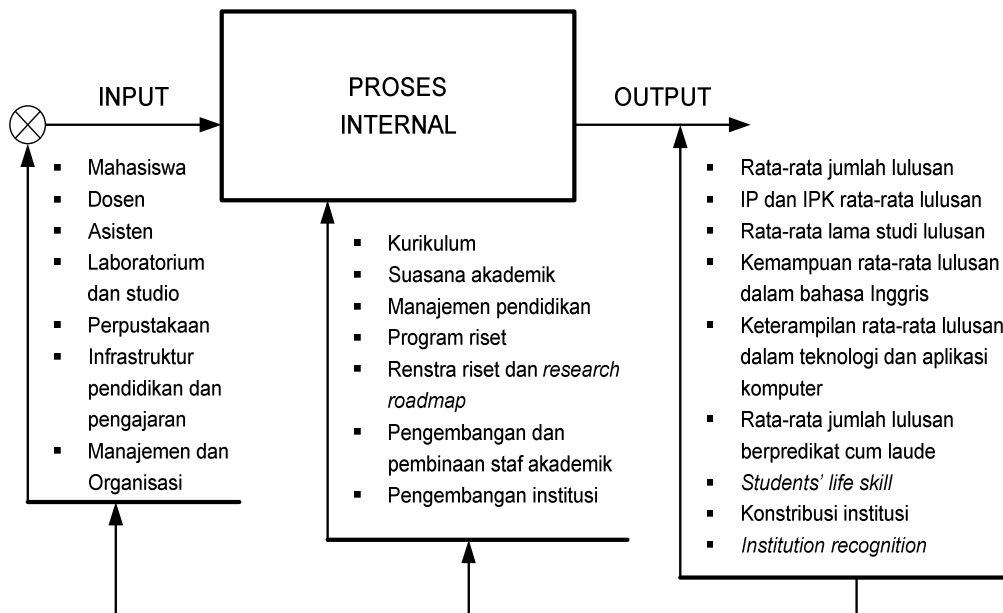 INPUT
PROSES
INTERNAL
OUTPUT
▪ Mahasiswa
▪ Dosen
▪ Asisten
▪ Laboratorium
dan studio
▪ Perpustakaan
▪ Infrastruktur
pendidikan dan
pengajaran
▪ Manajemen dan
Organisasi
▪ Kurikulum
▪ Suasana akademik
▪ Manajemen pendidikan
▪ Program riset
▪ Renstra riset dan research
roadmap
▪ Pengembangan dan
pembinaan staf akademik
▪ Pengembangan institusi
▪ Rata-rata jumlah lulusan
▪ IP dan IPK rata-rata lulusan
▪ Rata-rata lama studi lulusan
▪ Kemampuan rata-rata lulusan
dalam bahasa Inggris
▪ Keterampilan rata-rata lulusan
dalam teknologi dan aplikasi
komputer
▪ Rata-rata jumlah lulusan
berpredikat cum laude
▪ Students' life skill
▪ Konstribusi institusi
▪ Institution recognition